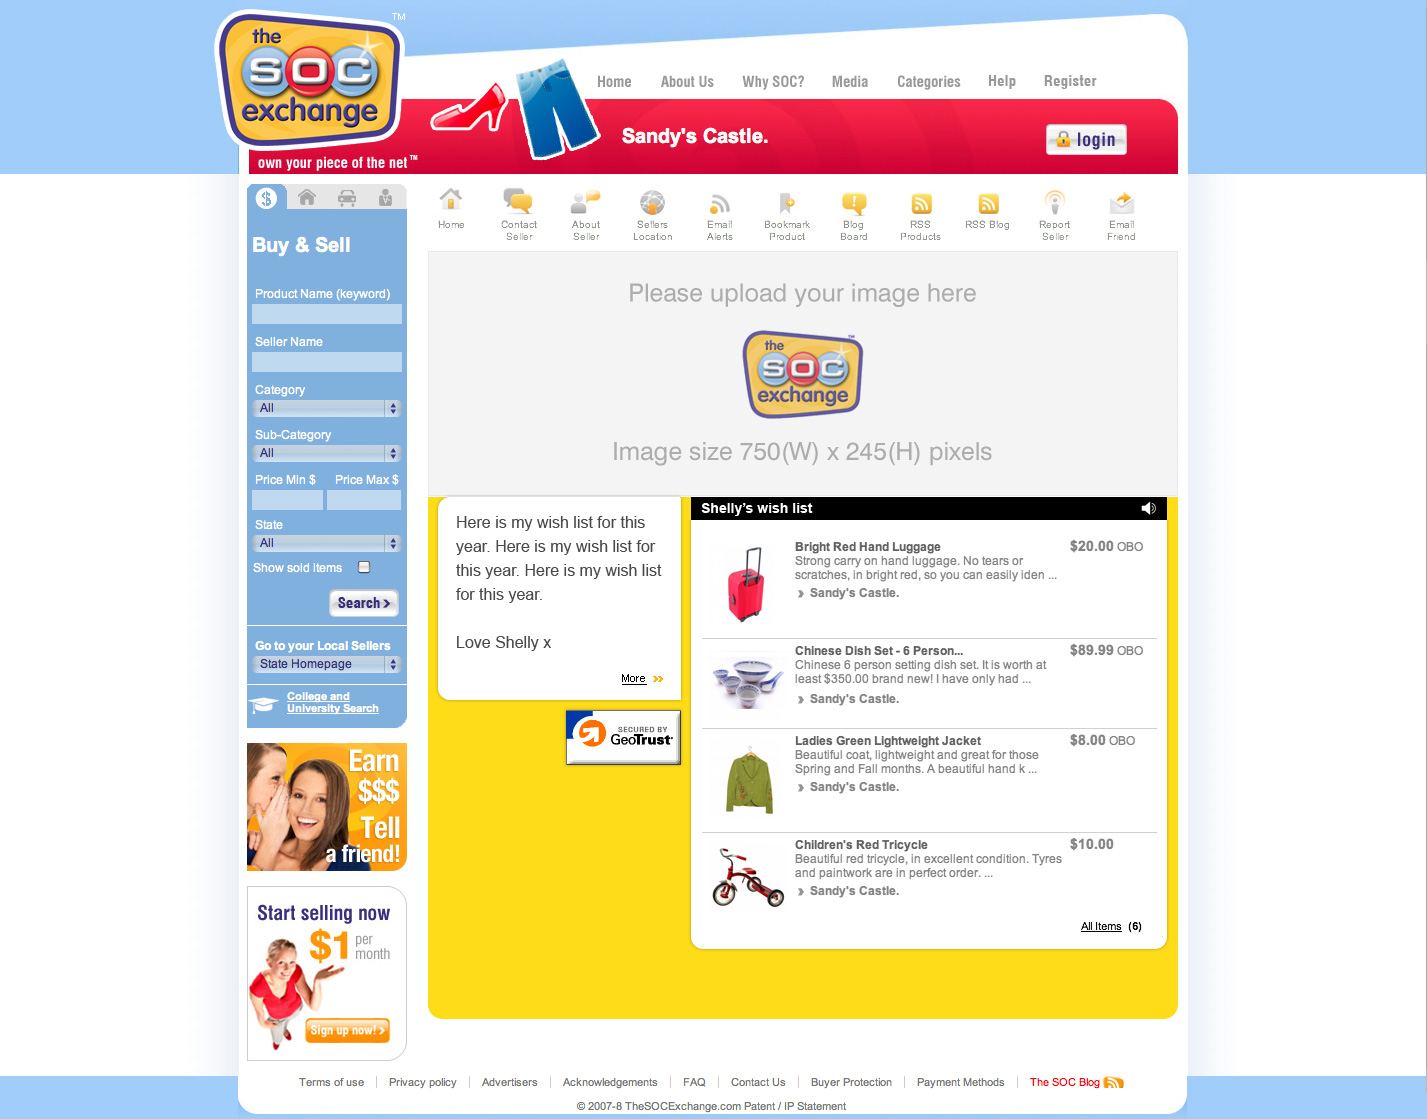 the
SOC
exchange
TM
own your piece of the net™
Home
About Us
Why SOC?
Media
Categories
Help
Register
Sandy's Castle.
login
$
Buy & Sell
Product Name (keyword)
Seller Name
Category
All
Sub-Category
All
Price Min $
Price Max $
State
All
Show sold items
Search
Go to your Local Sellers
State Homepage
College and
University Search
Earn
$$$
Tell
a friend!
Start selling now
$1 per
month
Sign up now!
Home
Contact
Seller
About
Seller
Sellers
Location
Email
Alerts
Bookmark
Product
Blog
Board
RSS
Products
RSS Blog
Report
Seller
Email
Friend
Please upload your image here
the
SOC
exchange
Image size 750(W) x 245(H) pixels
Here is my wish list for this
year. Here is my wish list for
this year. Here is my wish list
for this year.
Love Shelly x
More
SECURED BY
GeoTrust
Shelly's wish list
Bright Red Hand Luggage
$20.00 OBO
Strong carry on hand luggage. No tears or
scratches, in bright red, so you can easily iden ...
Sandy's Castle.
Chinese Dish Set - 6 Person...
$89.99 OBO
Chinese 6 person setting dish set. It is worth at
least $350.00 brand new! I have only had ...
Sandy's Castle.
Ladies Green Lightweight Jacket
$8.00 OBO
Beautiful coat, lightweight and great for those
Spring and Fall months. A beautiful hand k ...
Sandy's Castle.
Children's Red Tricycle
$10.00
Beautiful red tricycle, in excellent condition. Tyres
and paintwork are in perfect order. ...
Sandy's Castle.
All Items (6)
Terms of use
Privacy policy
Advertisers
Acknowledgements
FAQ
Contact Us
Buyer Protection
Payment Methods
The SOC Blog
© 2007-8 TheSOCExchange.com Patent / IP Statement